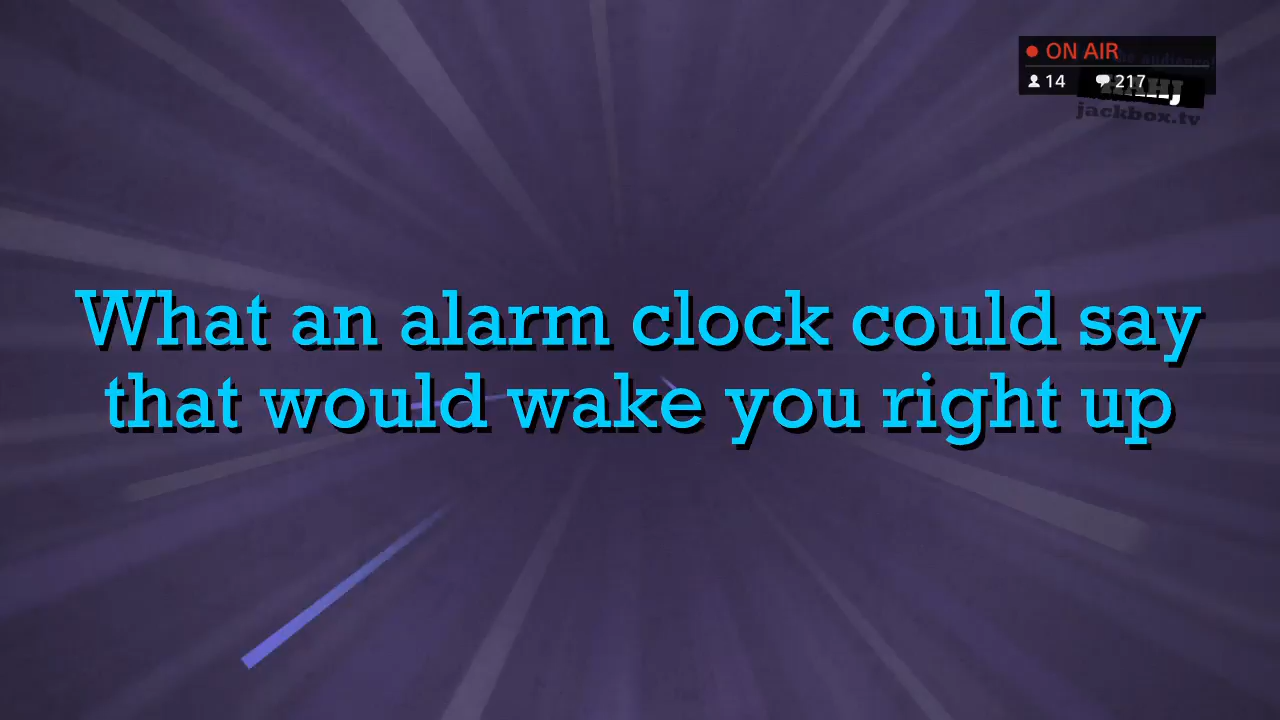 ON AIR
14 217
jackbox.tv
What an alarm clock could say
that would wake you right up